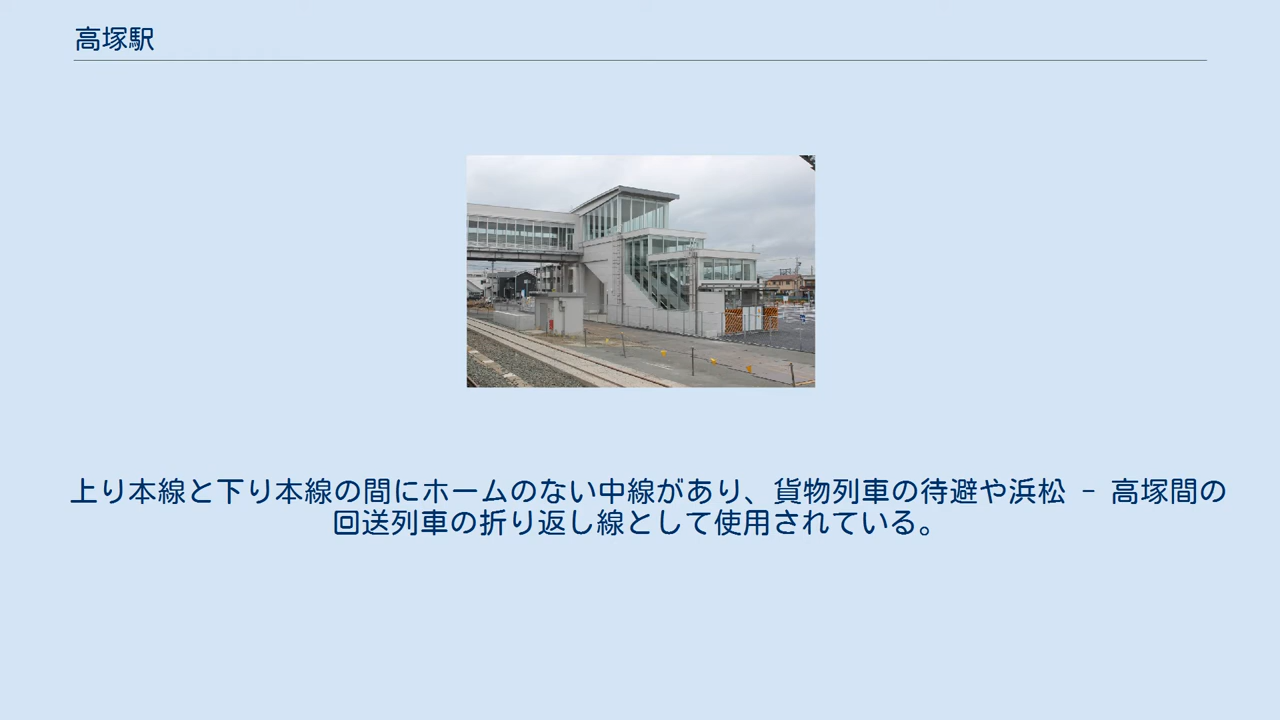 高塚駅
上り本線と下り本線の間にホームのない中線があり、貨物列車の待避や浜松 - 高塚間の
回送列車の折り返し線として使用されている。